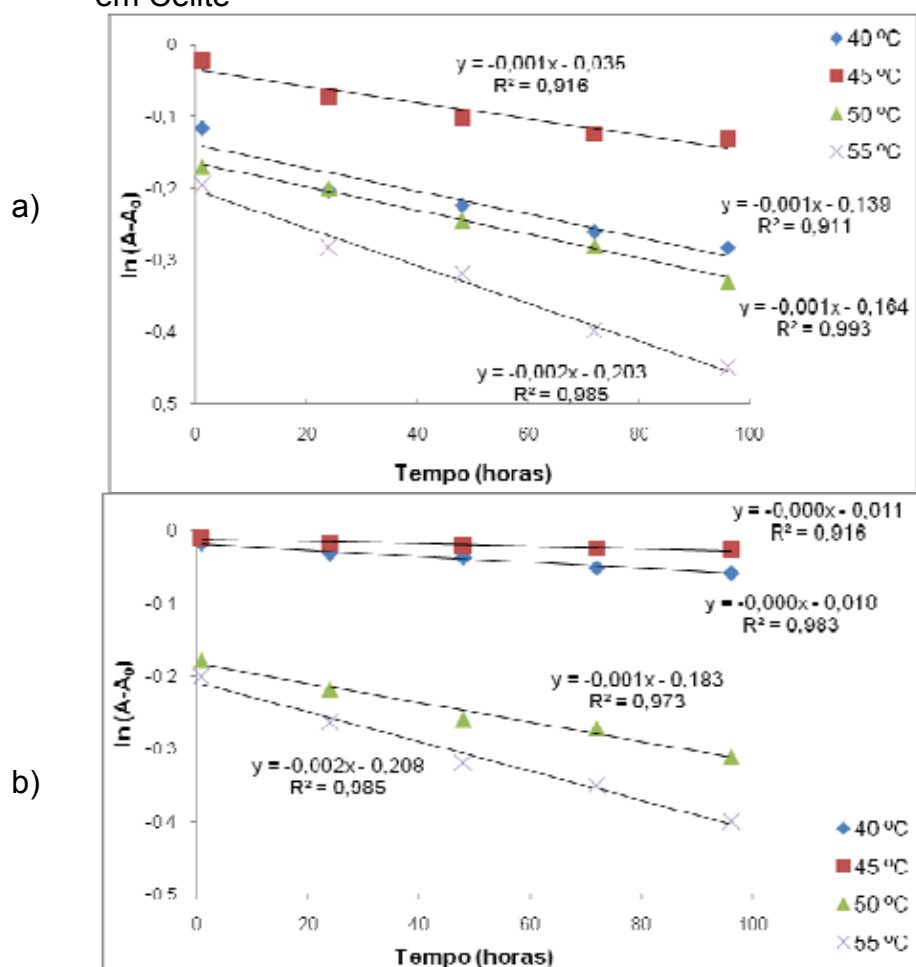 em Celite
a)
0
-0,1
-0,2
-0,3
-0,4
0,5
ln (A-A₀)
0 20 40 60 80 100
Tempo (horas)
y = -0,001x - 0,035
R² = 0,916
y = -0,001x - 0,138
R² = 0,911
y = -0,001x - 0,164
R² = 0,993
y = -0,002x - 0,203
R² = 0,985
40 ºC
45 ºC
50 ºC
55 ºC
b)
0
-0,1
-0,2
-0,3
-0,4
-0,5
ln (A-A₀)
0 20 40 60 80 100
Tempo (horas)
y = -0,000x - 0,011
R² = 0,916
y = -0,000x - 0,010
R² = 0,983
y = -0,001x - 0,183
R² = 0,973
y = -0,002x - 0,208
R² = 0,985
40 ºC
45 ºC
50 ºC
55 ºC